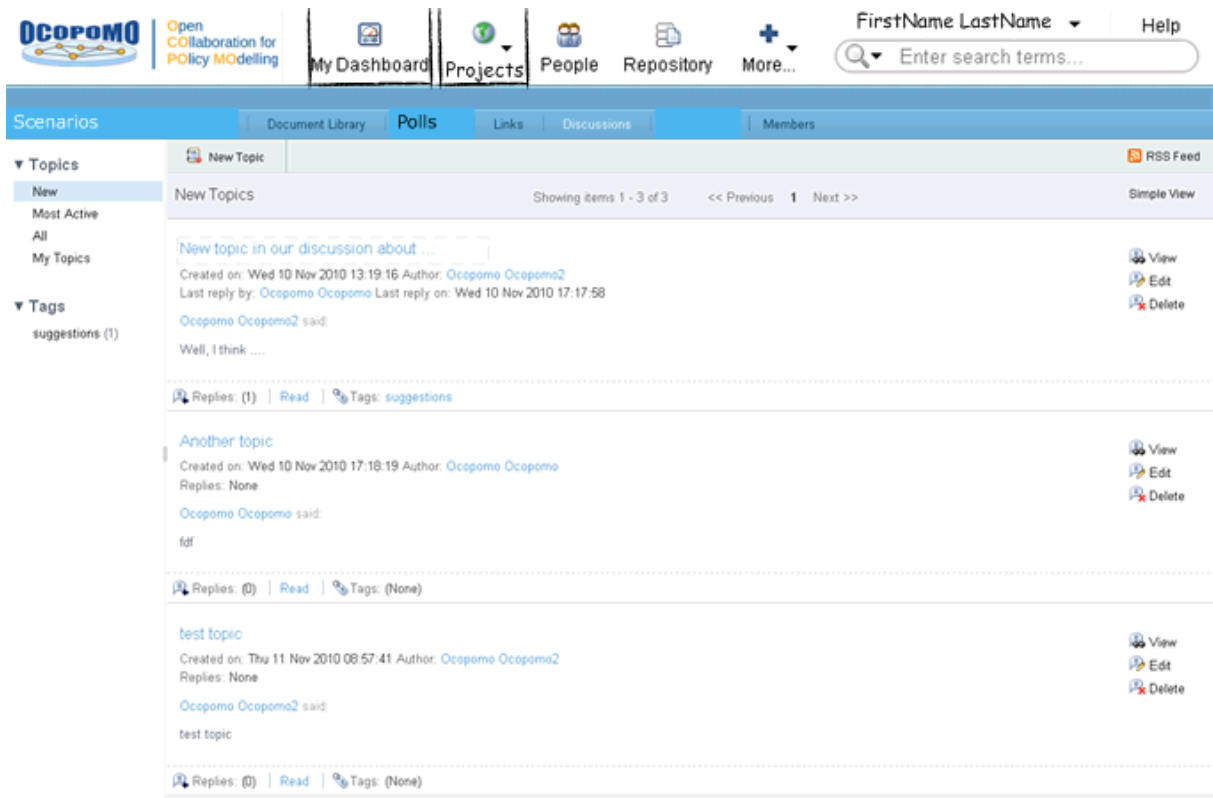 OCOPOMO
Open
COllaboration for
POlicy MOdelling
My Dashboard
Projects
People
Repository
More...
FirstName LastName
Help
Enter search terms...
Scenarios
Document Library
Polls
Links
Discussions
Members
Topics
New
Most Active
All
My Topics
Tags
suggestions (1)
New Topic
RSS Feed
New Topics
Showing items 1 - 3 of 3
<< Previous 1 Next >>
Simple View
New topic in our discussion about ...
Created on: Wed 10 Nov 2010 13:19:16 Author: Ocopomo Ocopomo2
Last reply by: Ocopomo Ocopomo Last reply on: Wed 10 Nov 2010 17:17:58
Ocopomo Ocopomo2 said:
Well, I think ....
View
Edit
Delete
Replies: (1) | Read | Tags: suggestions
Another topic
Created on: Wed 10 Nov 2010 17:18:19 Author: Ocopomo Ocopomo
Replies: None
Ocopomo Ocopomo said:
fdf
View
Edit
Delete
Replies: (0) | Read | Tags: (None)
test topic
Created on: Thu 11 Nov 2010 08:57:41 Author: Ocopomo Ocopomo2
Replies: None
Ocopomo Ocopomo2 said:
test topic
View
Edit
Delete
Replies: (0) | Read | Tags: (None)